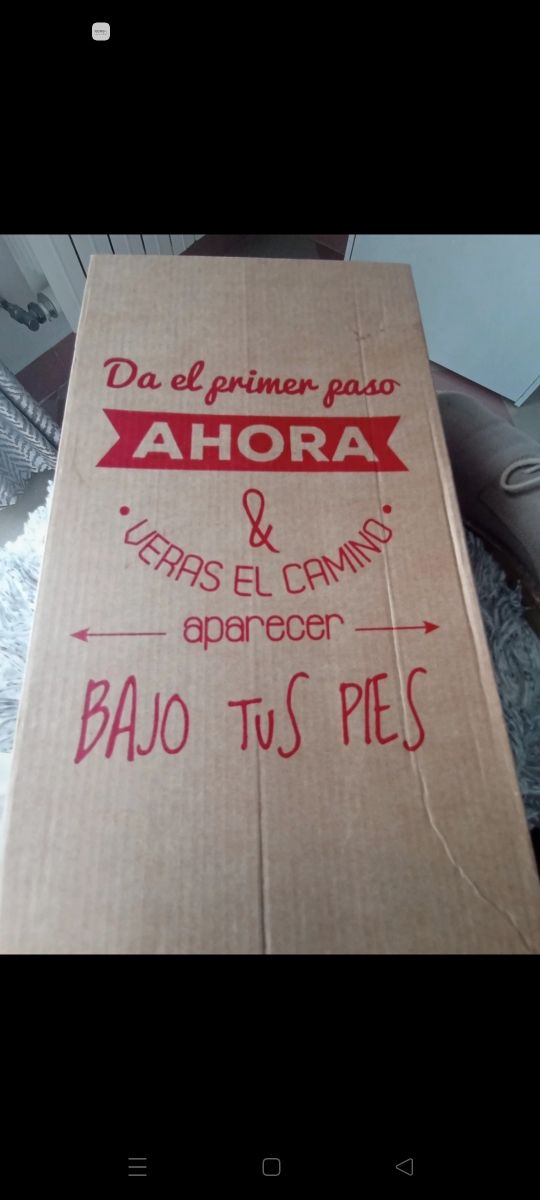 Da el primer paso
AHORA
&
VERAS EL CAMINO
aparecer
BAJO TUS PIES